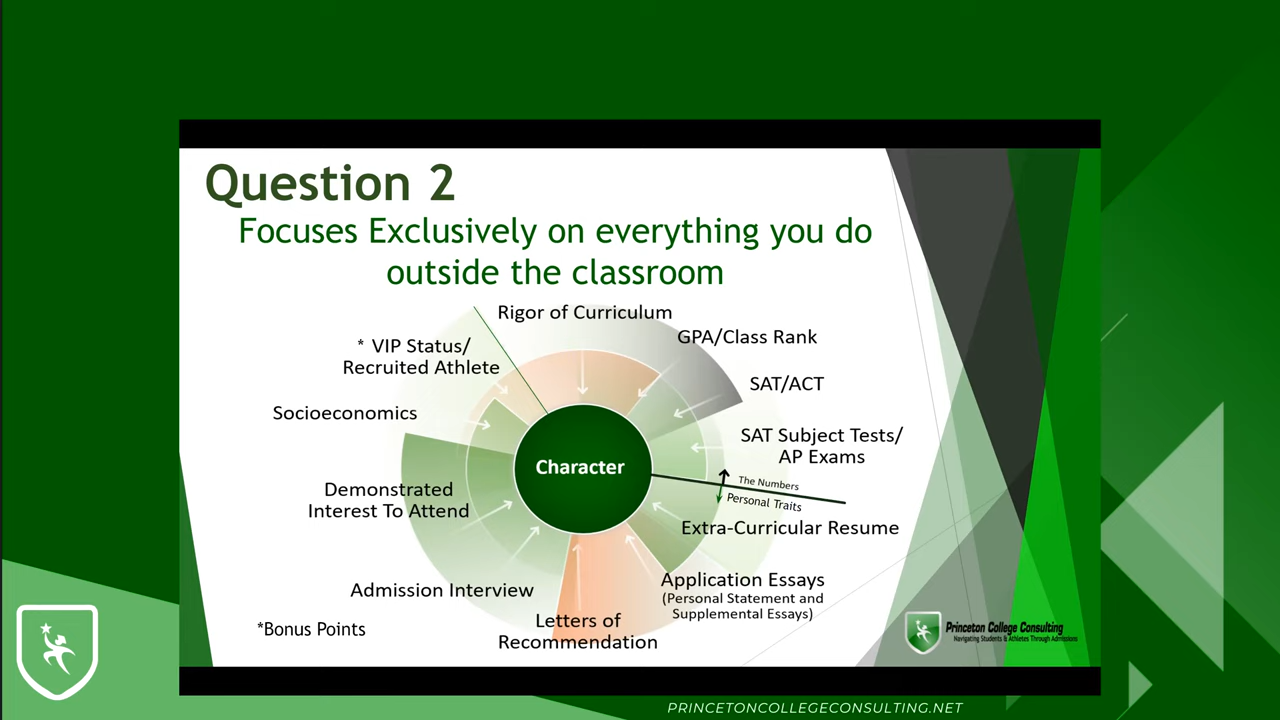 Question 2
Focuses Exclusively on everything you do
outside the classroom
Rigor of Curriculum
GPA/Class Rank
SAT/ACT
SAT Subject Tests/
AP Exams
The Numbers
Personal Traits
Extra-Curricular Resume
Application Essays
(Personal Statement and
Supplemental Essays)
Letters of
Recommendation
Admission Interview
Demonstrated
Interest To Attend
Socioeconomics
* VIP Status/
Recruited Athlete
Character
*Bonus Points
Princeton College Consulting
Navigating Students & Athletes Through Admissions
PRINCETONCOLLEGECONSULTING.NET